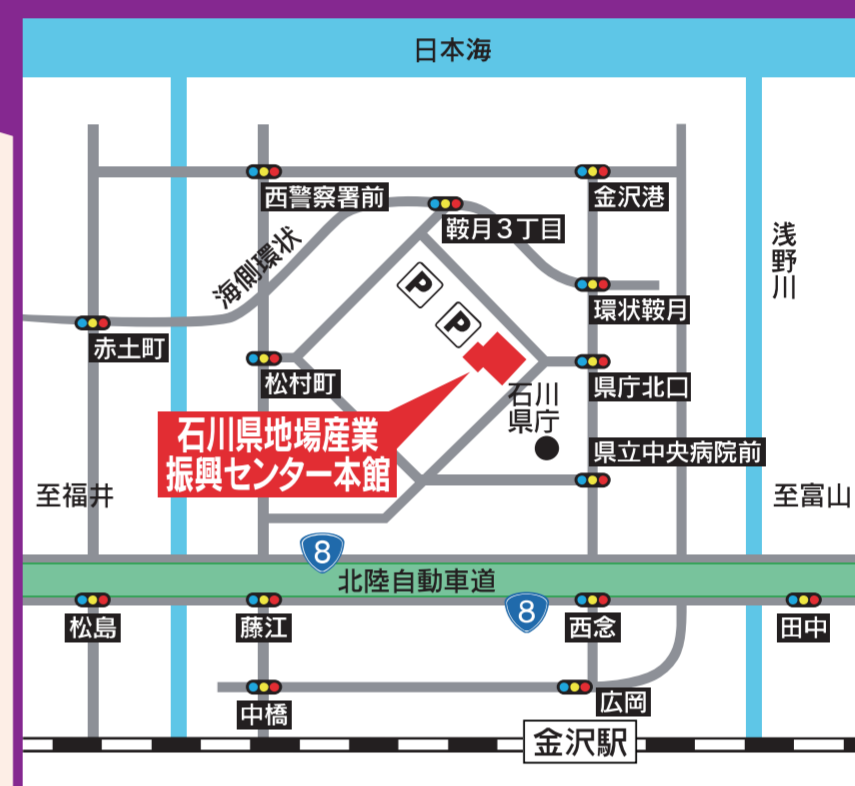 日本海
西警察署前
金沢港
鞍月3丁目
浅野川
海側環状
P
環状鞍月
P
赤土町
松村町
県庁北口
石川
県庁
石川県地場産業
振興センター本館
県立中央病院前
至福井
至富山
8
北陸自動車道
8
松島
藤江
西念
田中
中橋
広岡
金沢駅